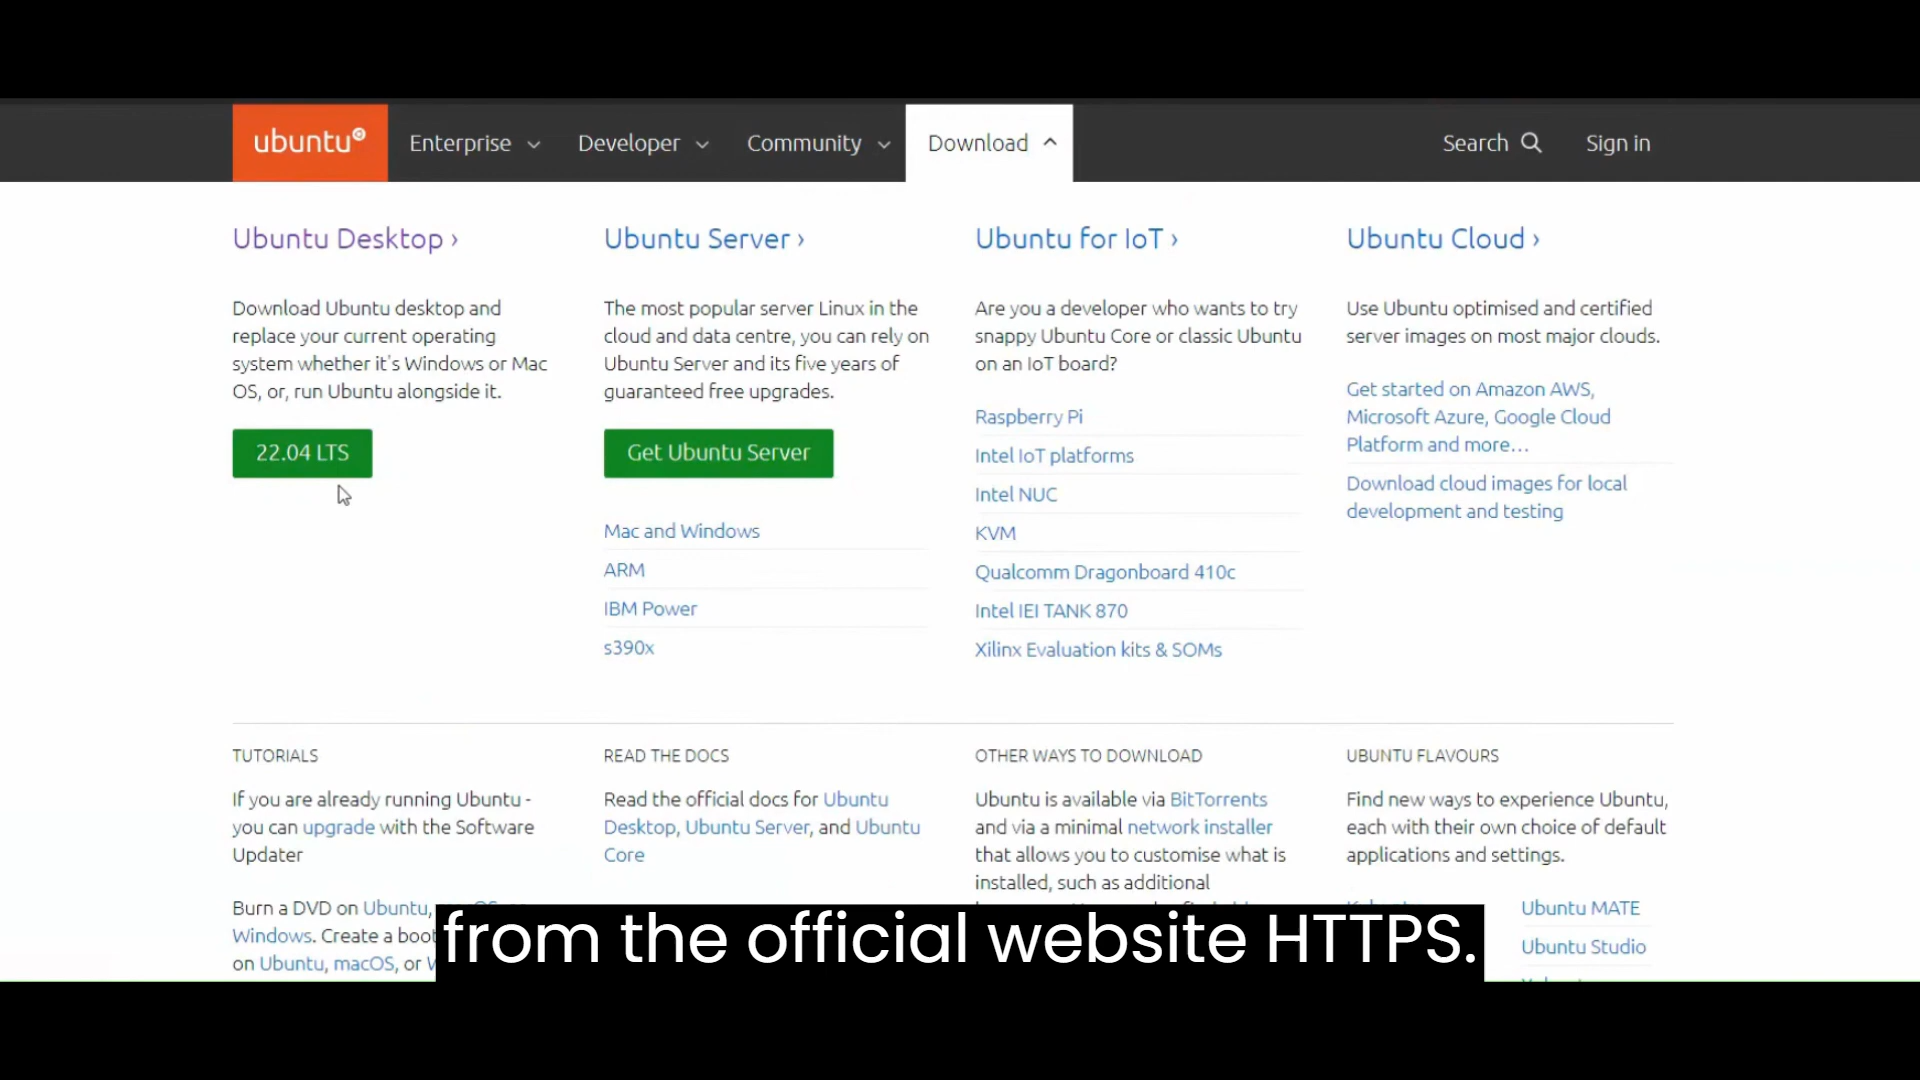 ubuntu
Enterprise
Developer
Community
Download
Search
Sign in
Ubuntu Desktop ›
Download Ubuntu desktop and
replace your current operating
system whether it's Windows or Mac
OS, or, run Ubuntu alongside it.
22.04 LTS
Ubuntu Server ›
The most popular server Linux in the
cloud and data centre, you can rely on
Ubuntu Server and its five years of
guaranteed free upgrades.
Get Ubuntu Server
Mac and Windows
ARM
IBM Power
s390x
Ubuntu for IoT ›
Are you a developer who wants to try
snappy Ubuntu Core or classic Ubuntu
on an IoT board?
Raspberry Pi
Intel IoT platforms
Intel NUC
KVM
Qualcomm Dragonboard 410c
Intel IEI TANK 870
Xilinx Evaluation kits & SOMs
Ubuntu Cloud ›
Use Ubuntu optimised and certified
server images on most major clouds.
Get started on Amazon AWS,
Microsoft Azure, Google Cloud
Platform and more…
Download cloud images for local
development and testing
TUTORIALS
If you are already running Ubuntu -
you can upgrade with the Software
Updater
Burn a DVD on Ubuntu,
Windows. Create a boot
on Ubuntu, macOS, or
READ THE DOCS
Read the official docs for Ubuntu
Desktop, Ubuntu Server, and Ubuntu
Core
OTHER WAYS TO DOWNLOAD
Ubuntu is available via BitTorrents
and via a minimal network installer
that allows you to customise what is
installed, such as additional
UBUNTU FLAVOURS
Find new ways to experience Ubuntu,
each with their own choice of default
applications and settings.
Ubuntu MATE
Ubuntu Studio
from the official website HTTPS.